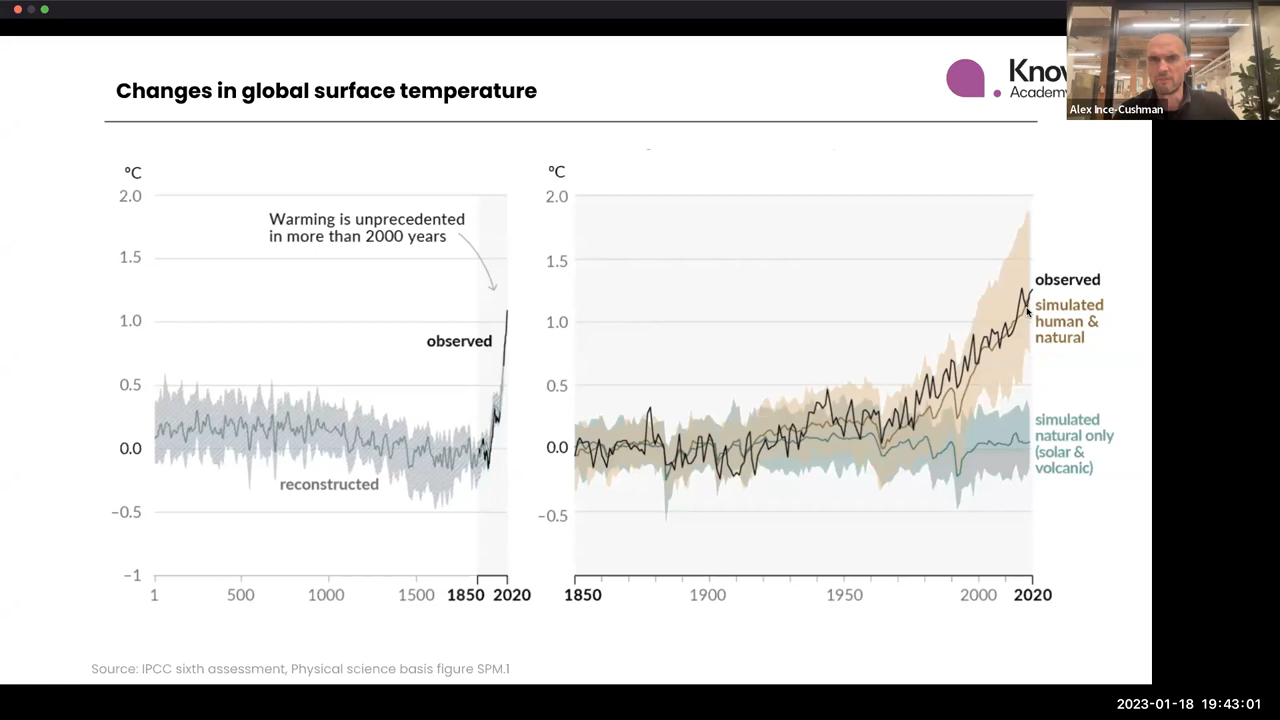 Alex Ince-Cushman
Changes in global surface temperature
Academy
ºC
2.0
1.5
1.0
0.5
0.0
−0.5
−1
Warming is unprecedented
in more than 2000 years
observed
reconstructed
1 500 1000 1500 1850 2020
ºC
2.0
1.5
1.0
0.5
0.0
−0.5
observed
simulated
human &
natural
simulated
natural only
(solar &
volcanic)
1850 1900 1950 2000 2020
Source: IPCC sixth assessment, Physical science basis figure SPM.1
2023-01-18 19:43:01